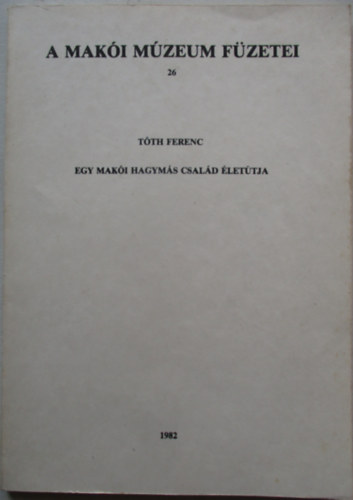 A MAKÓI MÚZEUM FÜZETEI
26
TÓTH FERENC
EGY MAKÓI HAGYMÁS CSALÁD ÉLETÚTJA
1982